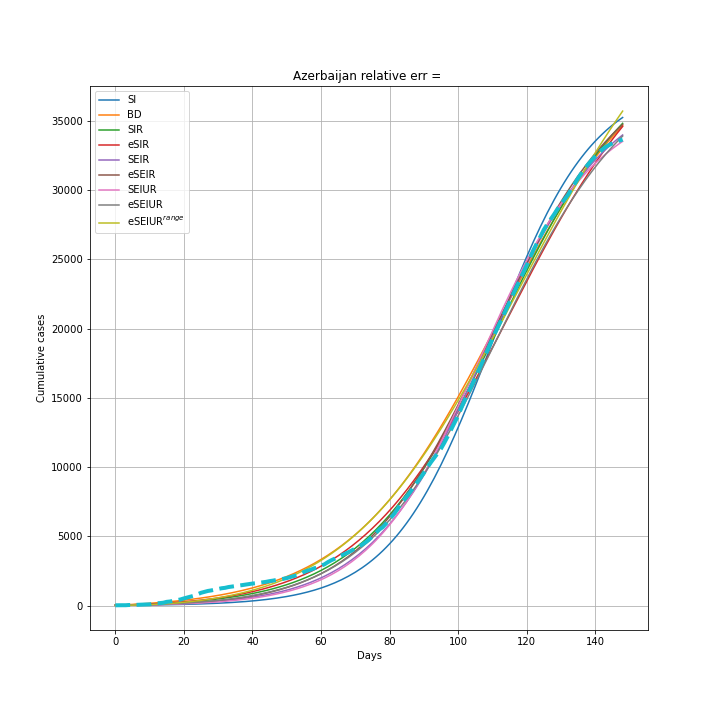 Azerbaijan relative err =
SI
BD
SIR
eSIR
SEIR
eSEIR
SEIUR
eSEIUR
eSEIUR^range
35000
30000
25000
20000
15000
10000
5000
0
Cumulative cases
0 20 40 60 80 100 120 140
Days